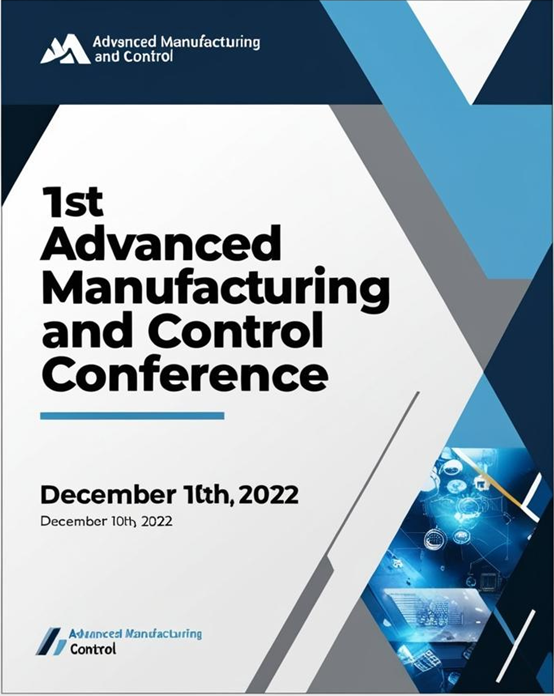 Advanced Manufacturing
and Control
1st
Advanced
Manufacturing
and Control
Conference
December 1lth, 2022
December 10th, 2022
Advanced Manufacturing
Control